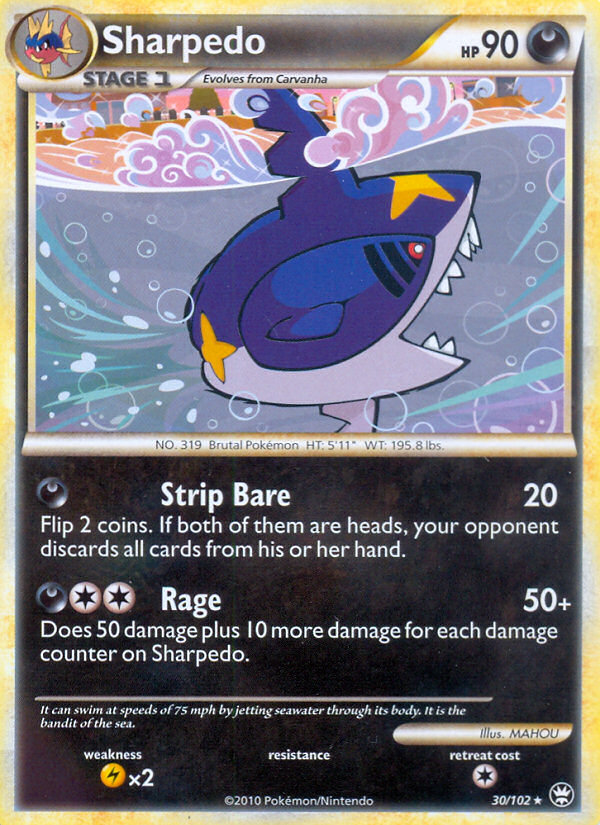 Sharpedo
HP 90
STAGE 1
Evolves from Carvanha
NO. 319 Brutal Pokémon HT: 5'11" WT: 195.8 lbs.
Strip Bare 20
Flip 2 coins. If both of them are heads, your opponent
discards all cards from his or her hand.
Rage 50+
Does 50 damage plus 10 more damage for each damage
counter on Sharpedo.
It can swim at speeds of 75 mph by jetting seawater through its body. It is the
bandit of the sea.
Illus. MAHOU
weakness resistance retreat cost
×2
©2010 Pokémon/Nintendo 30/102 ★